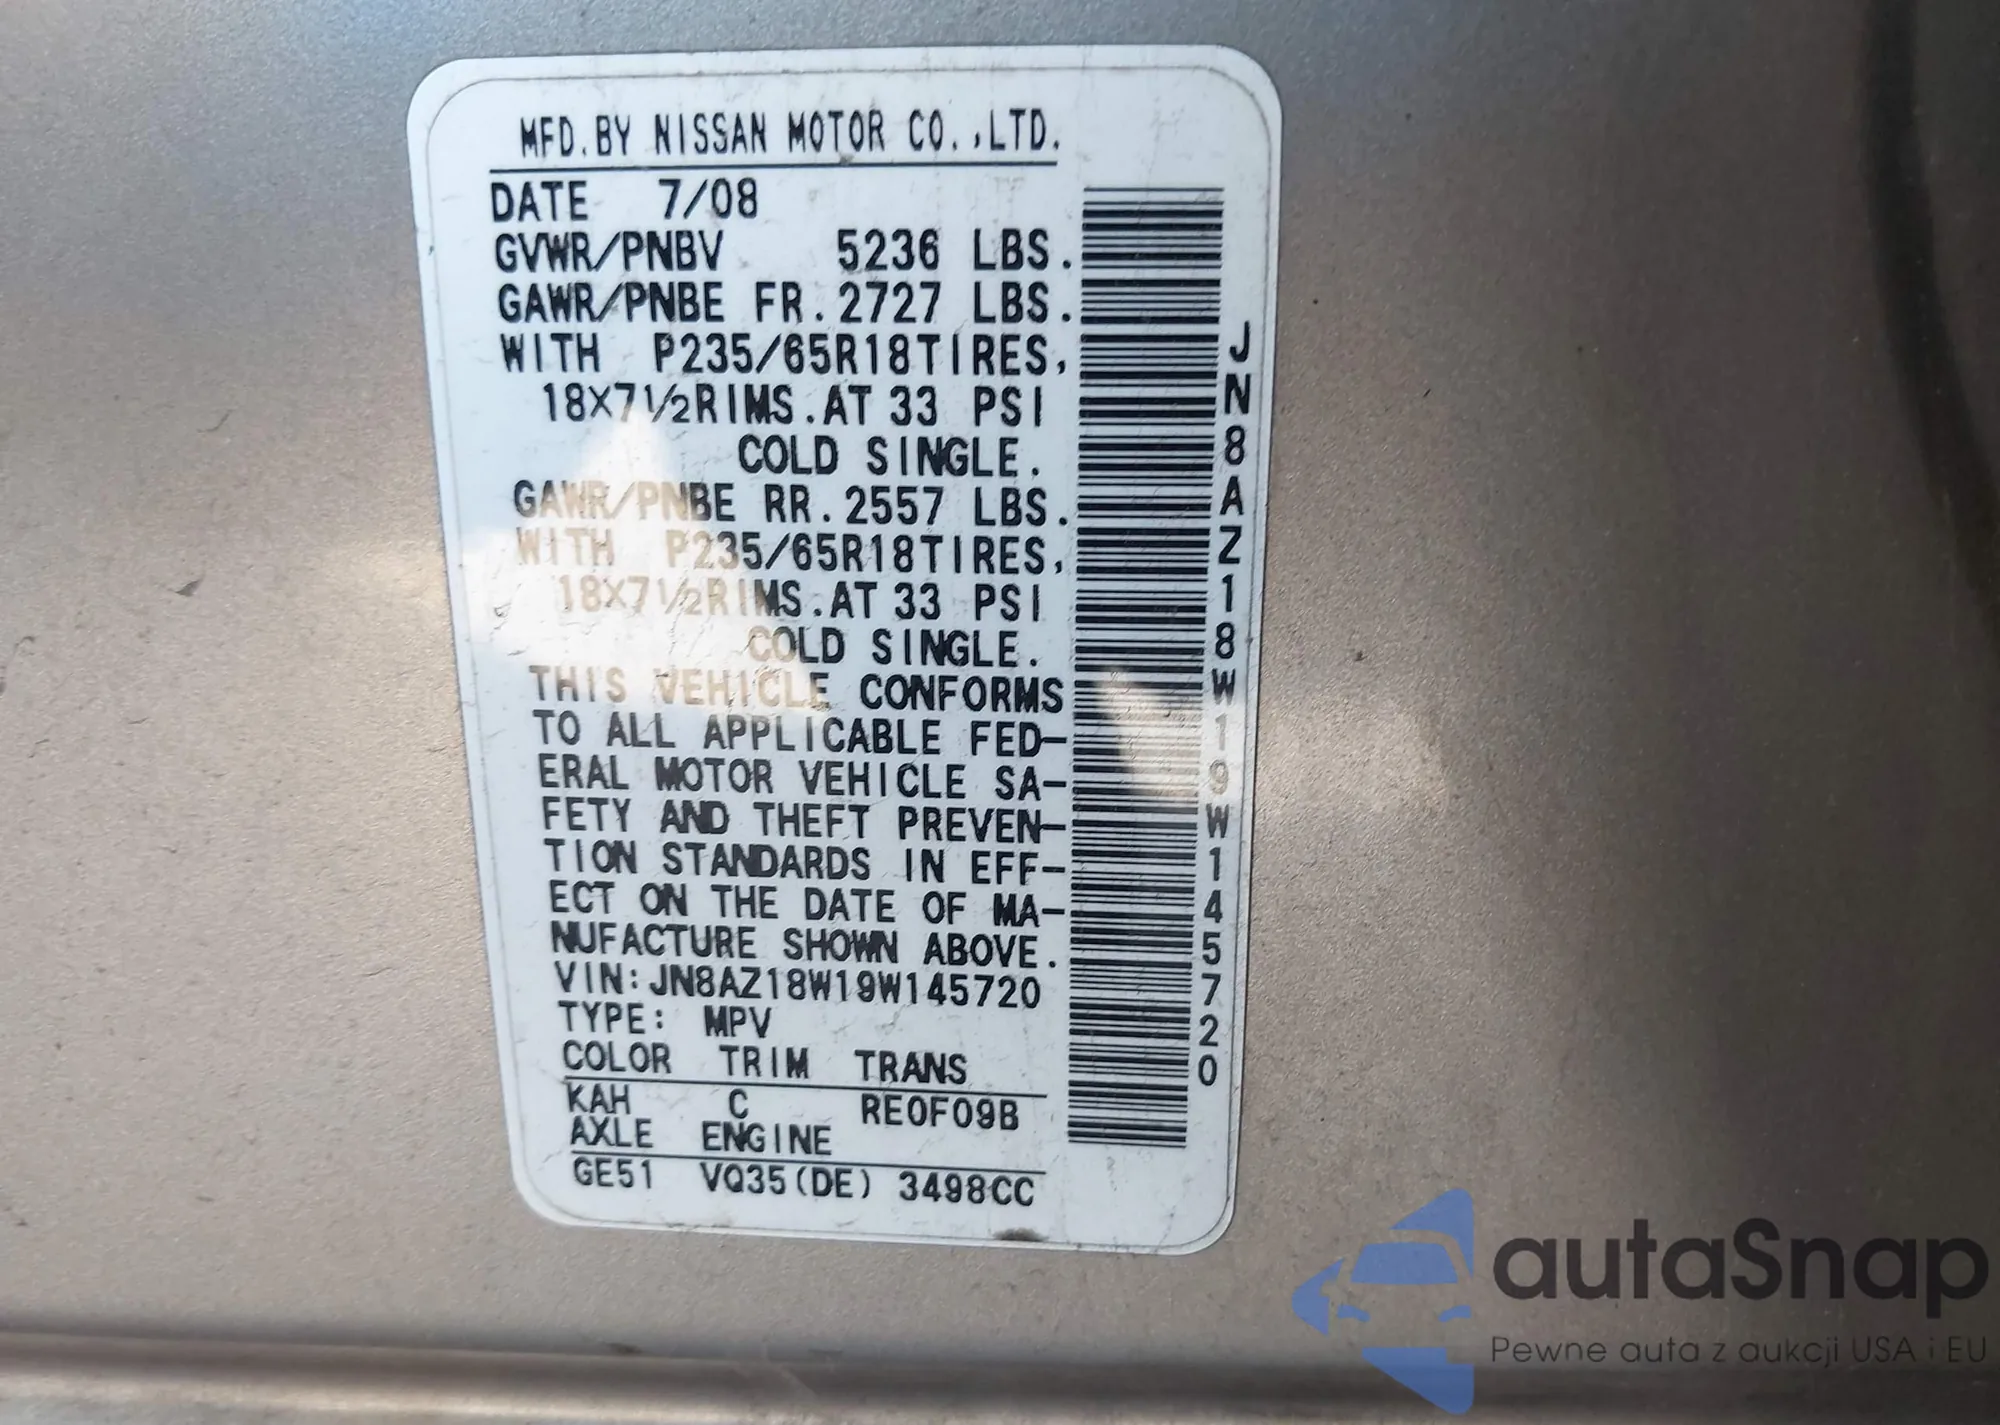 MFD.BY NISSAN MOTOR CO.,LTD.
DATE 7/08
GVWR/PNBV 5236 LBS.
GAWR/PNBE FR.2727 LBS.
WITH P235/65R18TIRES,
18X7½RIMS.AT 33 PSI
COLD SINGLE.
GAWR/PNBE RR.2557 LBS.
WITH P235/65R18TIRES,
18X7½RIMS.AT 33 PSI
COLD SINGLE.
THIS VEHICLE CONFORMS
TO ALL APPLICABLE FED-
ERAL MOTOR VEHICLE SA-
FETY AND THEFT PREVEN-
TION STANDARDS IN EFF-
ECT ON THE DATE OF MA-
NUFACTURE SHOWN ABOVE.
VIN:JN8AZ18W19W145720
TYPE: MPV
COLOR TRIM TRANS
KAH C RE0F09B
AXLE ENGINE
GE51 VQ35(DE) 3498CC
JN8AZ18W19W145720
autaSnap
Pewne auta z aukcji USA i EU